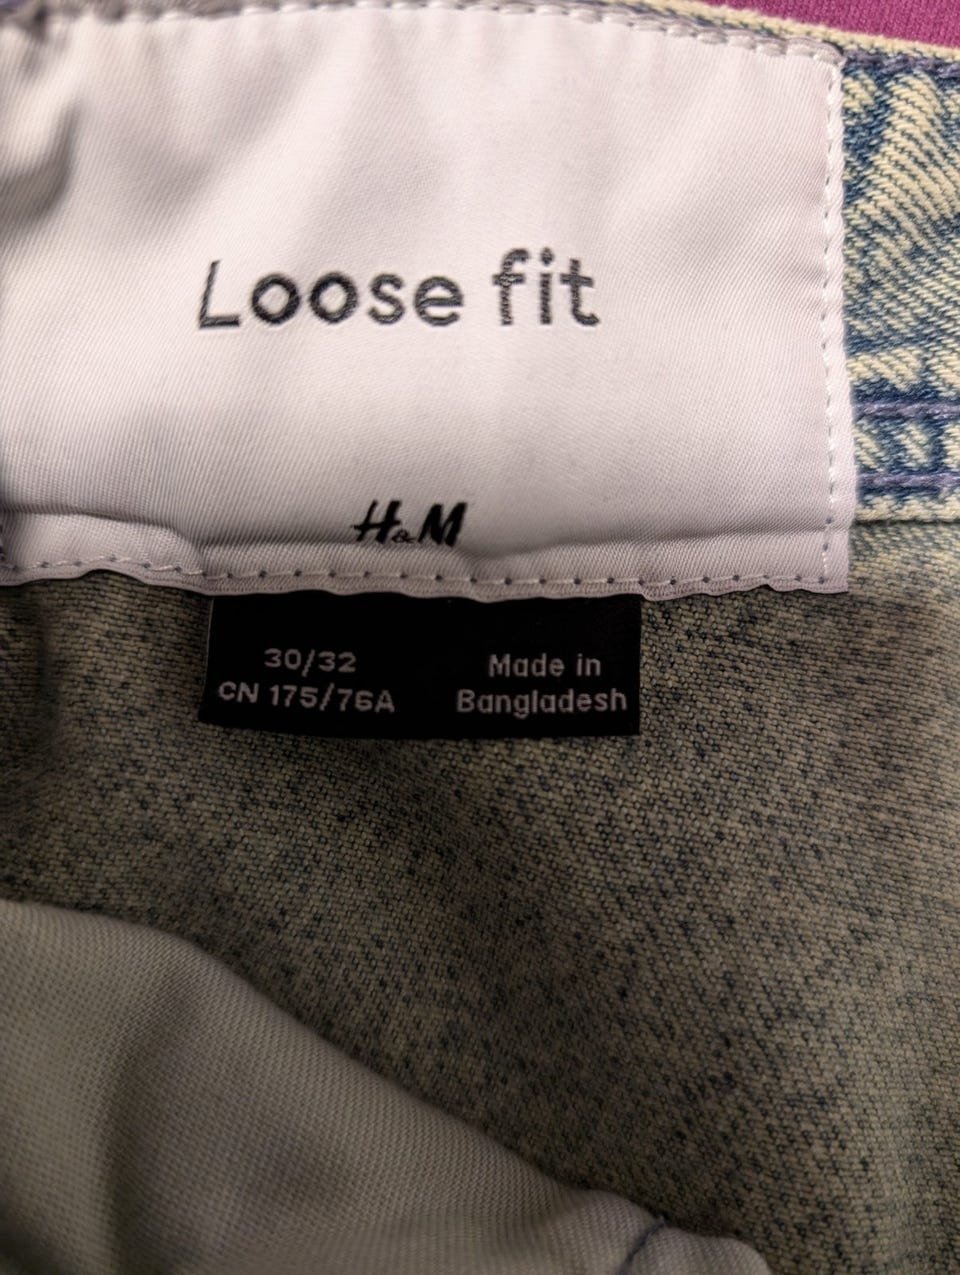 Loose fit
H&M
30/32
CN 175/76A
Made in
Bangladesh